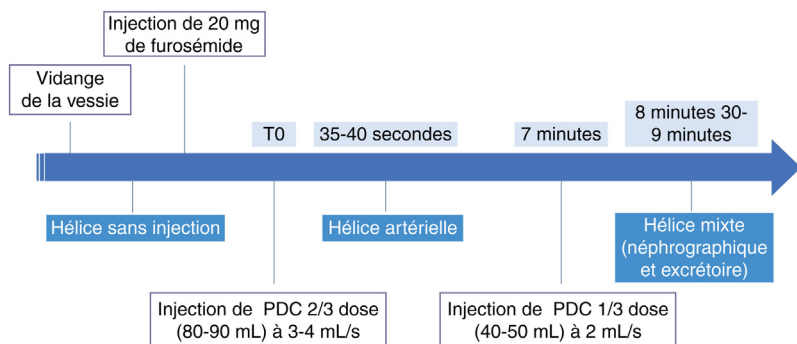 Injection de 20 mg
de furosémide
Vidange
de la vessie
T0
35-40 secondes
7 minutes
8 minutes 30-
9 minutes
Hélice sans injection
Hélice artérielle
Hélice mixte
(néphrographique
et excrétoire)
Injection de PDC 2/3 dose
(80-90 mL) à 3-4 mL/s
Injection de PDC 1/3 dose
(40-50 mL) à 2 mL/s